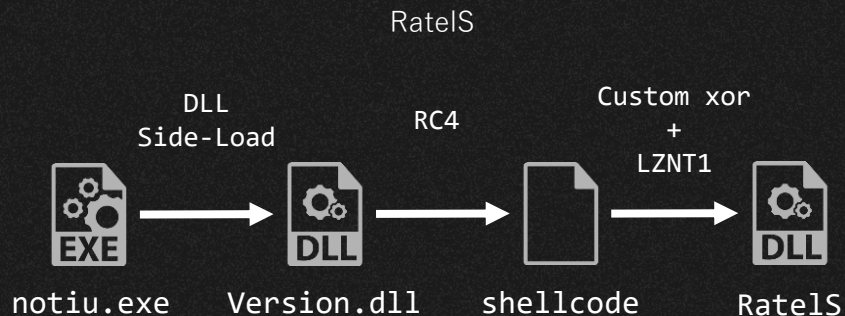 RatelS
DLL
Side-Load
RC4
Custom xor
+
LZNT1
EXE
DLL
DLL
notiu.exe
Version.dll
shellcode
RatelS